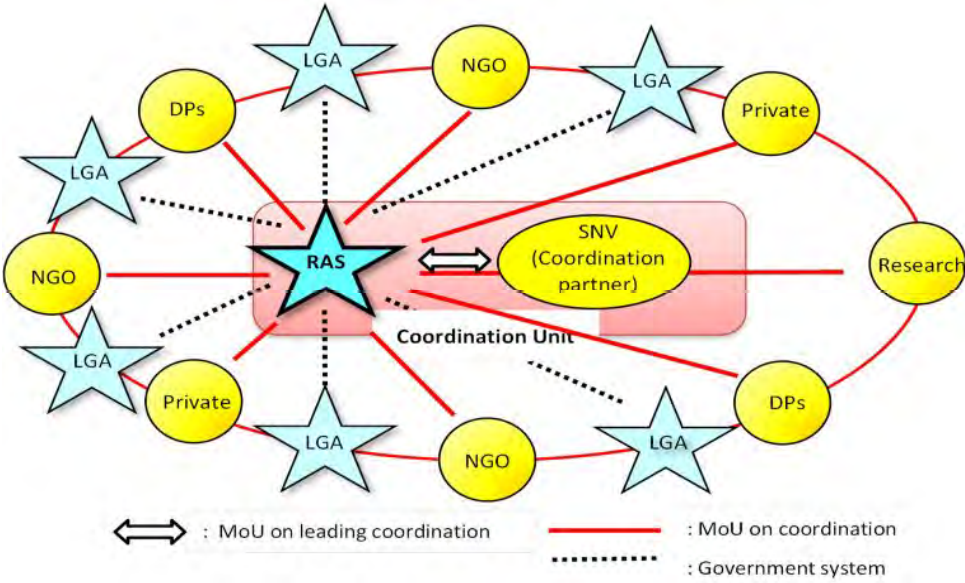 LGA
NGO
LGA
DPs
Private
LGA
SNV
(Coordination
partner)
RAS
NGO
Research
Coordination Unit
LGA
Private
DPs
LGA
NGO
LGA
: MoU on leading coordination
: MoU on coordination
: Government system